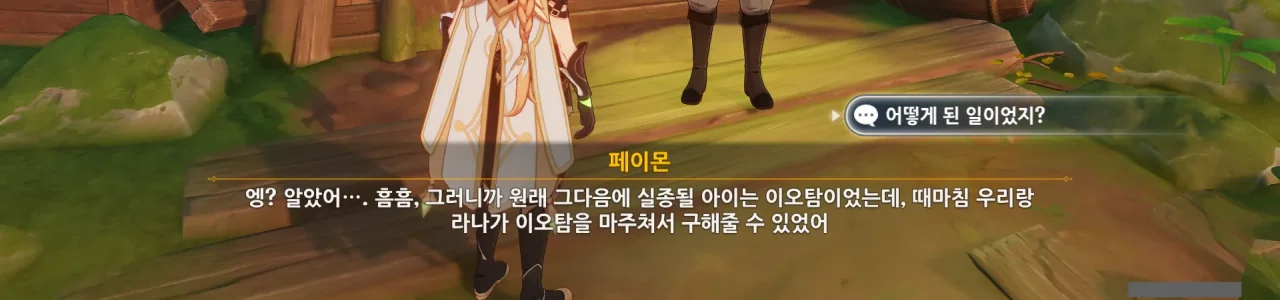 어떻게 된 일이었지?
페이몬
엥? 알았어…. 흠흠, 그러니까 원래 그다음에 실종될 아이는 이오탐이었는데, 때마침 우리랑
라나가 이오탐을 마주쳐서 구해줄 수 있었어